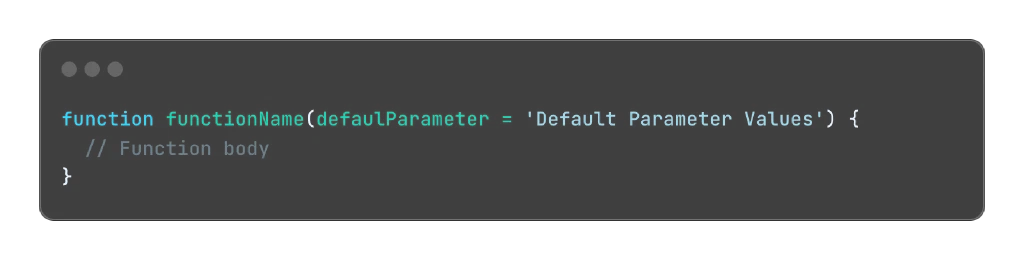 function functionName(defaulParameter = 'Default Parameter Values') {
  // Function body
}